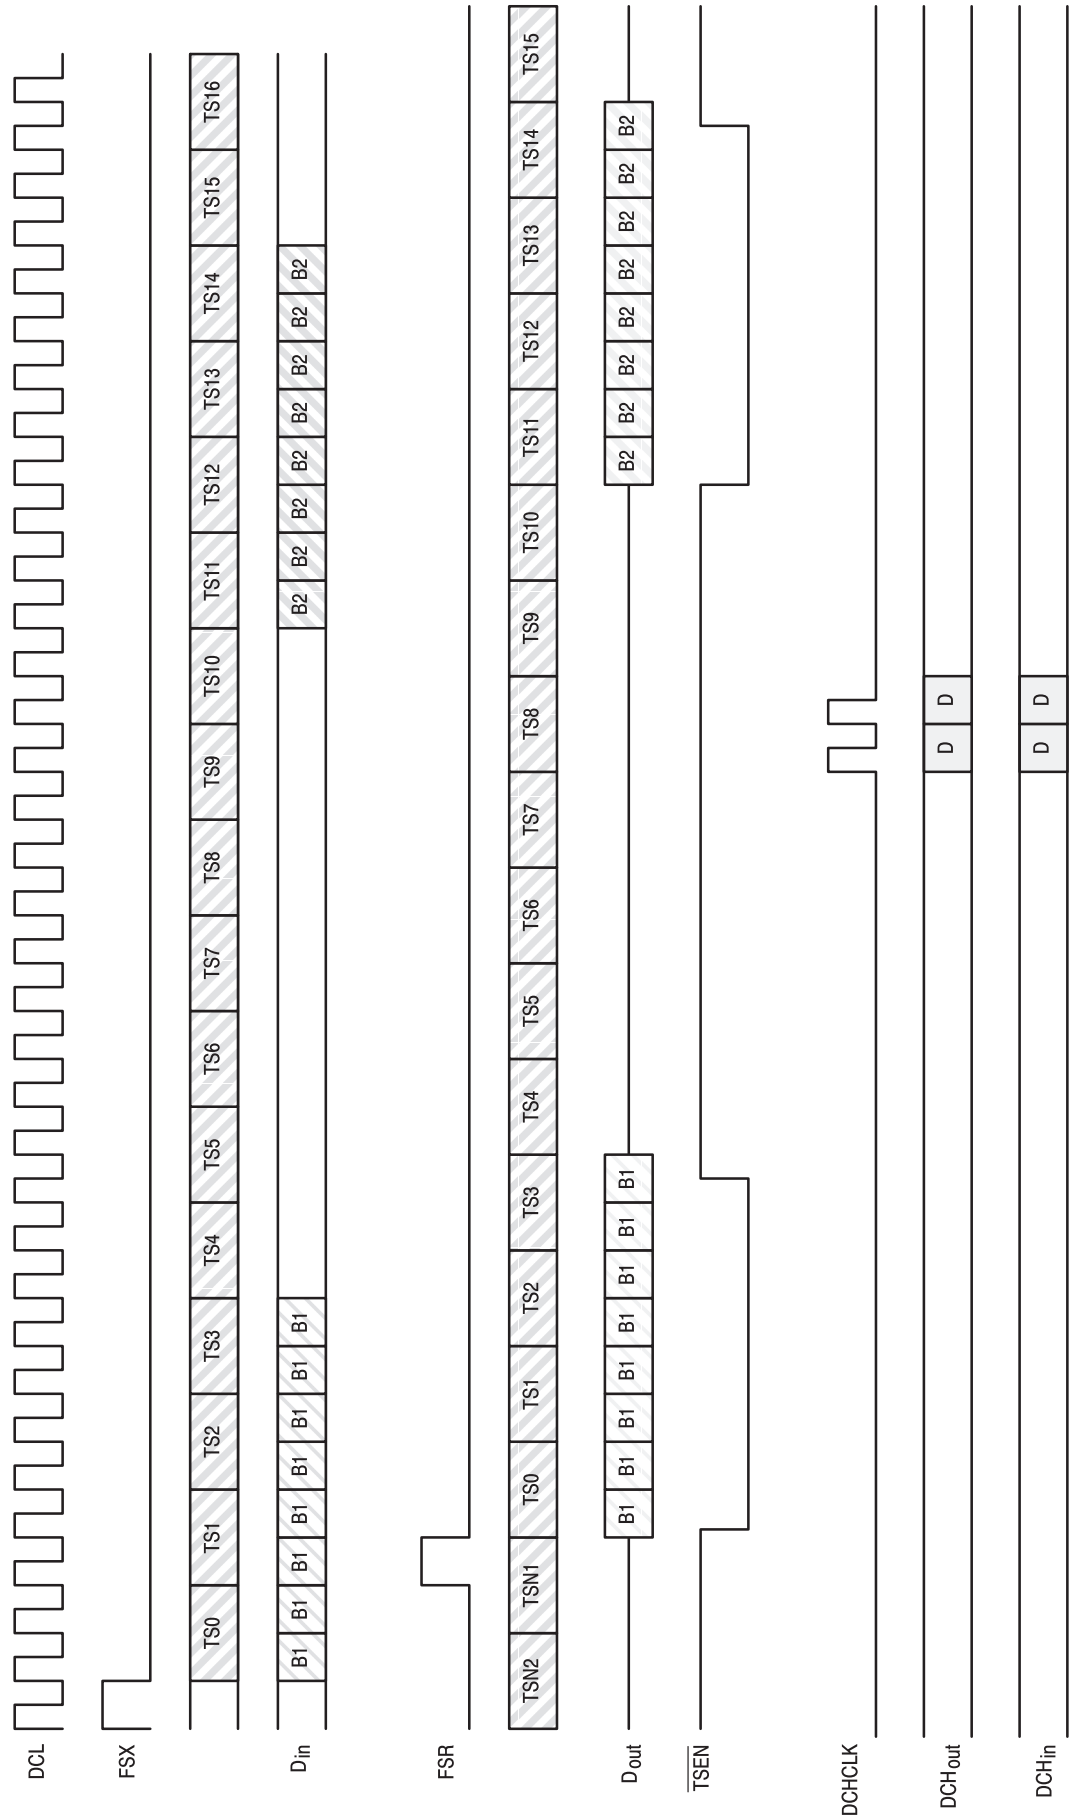 DCL
FSX
TS0 TS1 TS2 TS3 TS4 TS5 TS6 TS7 TS8 TS9 TS10 TS11 TS12 TS13 TS14 TS15 TS16
Din B1 B1 B1 B1 B1 B1 B1 B1 B2 B2 B2 B2 B2 B2 B2 B2
FSR
TSN2 TSN1 TS0 TS1 TS2 TS3 TS4 TS5 TS6 TS7 TS8 TS9 TS10 TS11 TS12 TS13 TS14 TS15
Dout B1 B1 B1 B1 B1 B1 B1 B1 B2 B2 B2 B2 B2 B2 B2 B2
TSEN
DCHCLK
DCHout D D
DCHin D D